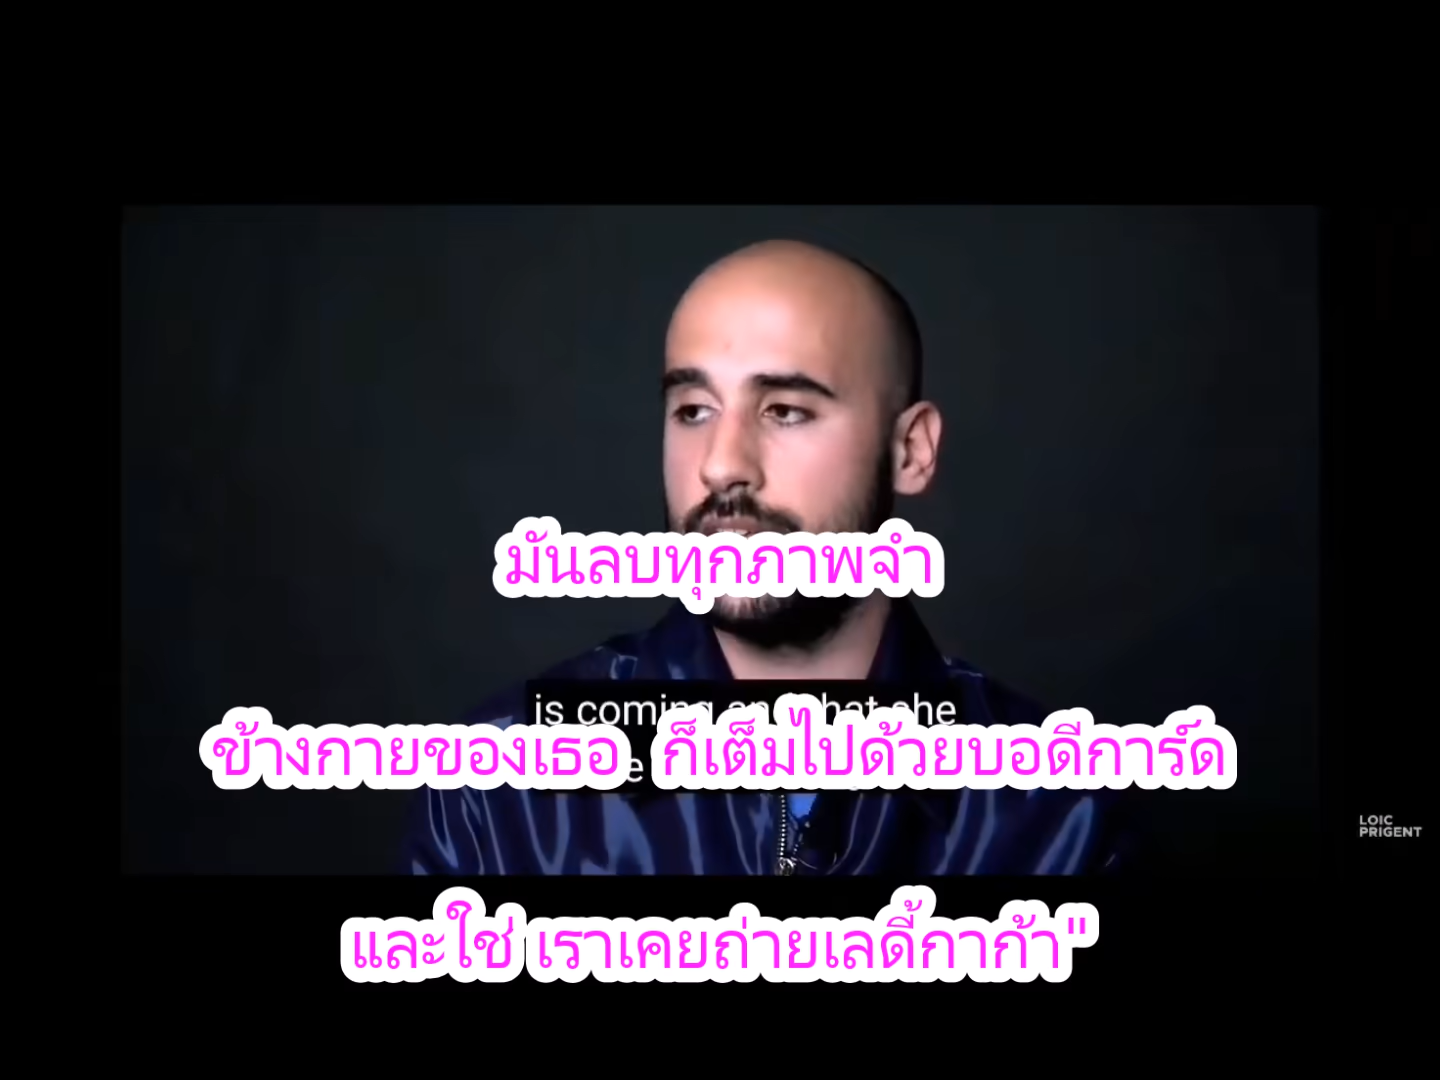 มันลบทุกภาพจำ
is coming and what she
ข้างกายของเธอ ก็เต็มไปด้วยบอดีการ์ด
LOIC
PRIGENT
และใช่ เราเคยถ่ายเลดี้กาก้า"